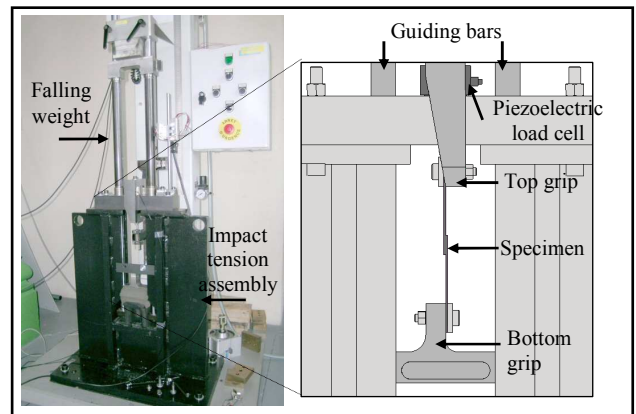 Guiding bars
Falling
weight
Piezoelectric
load cell
Top grip
Specimen
Impact
tension
assembly
Bottom
grip